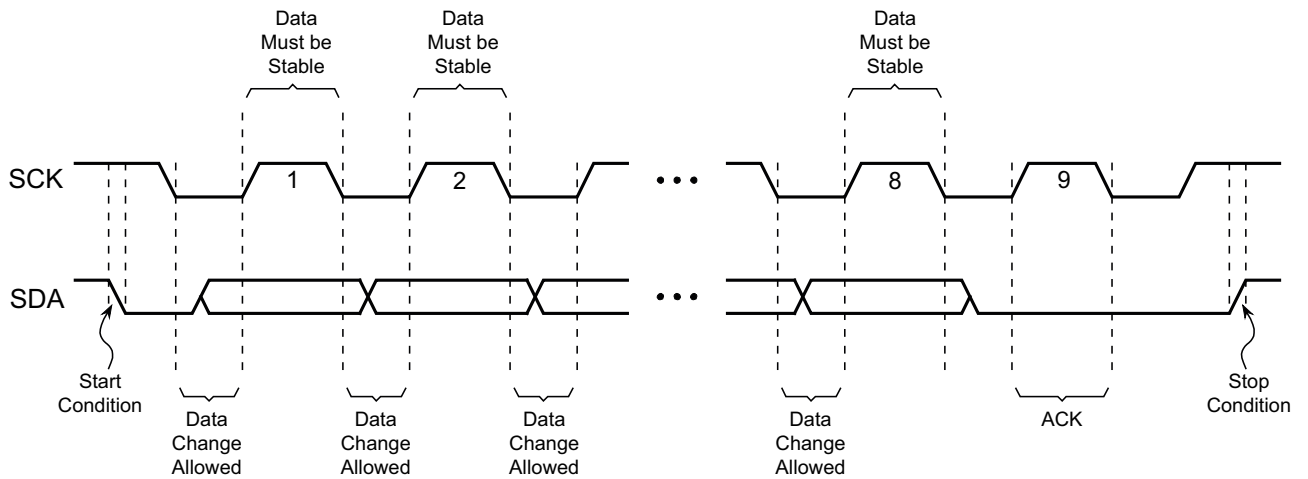 Data
Must be
Stable
Data
Must be
Stable
Data
Must be
Stable
SCK
1
2
8
9
SDA
Start
Condition
Data
Change
Allowed
Data
Change
Allowed
Data
Change
Allowed
Data
Change
Allowed
ACK
Stop
Condition